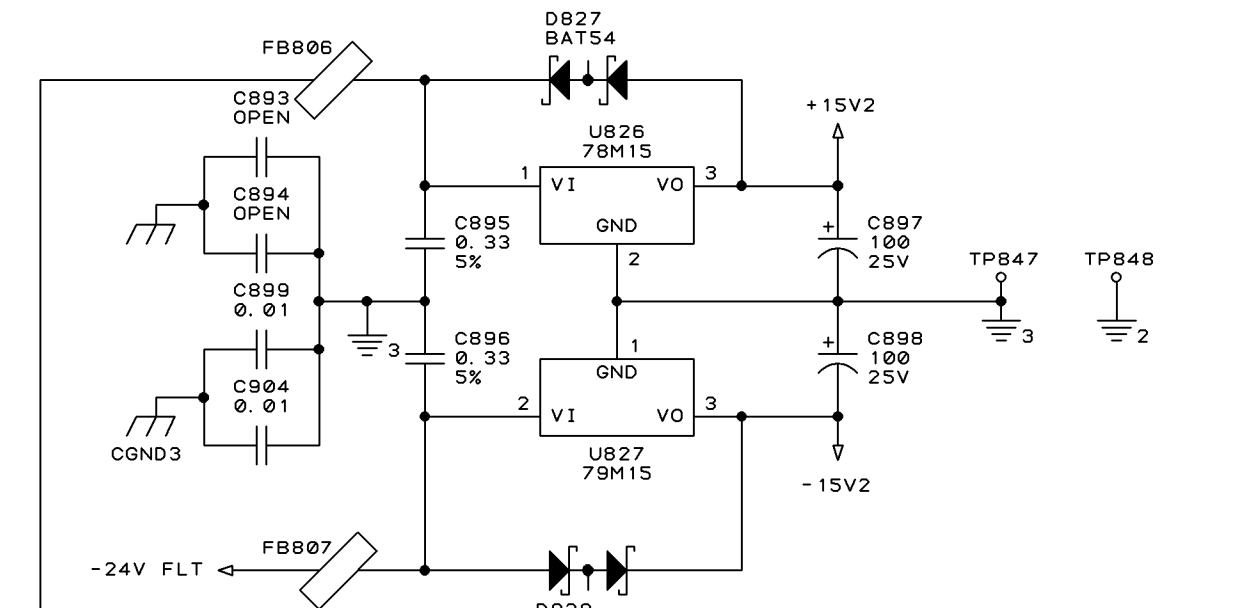 D827
BAT54
FB806
C893
OPEN
+15V2
U826
78M15
1
VI
VO
3
C894
OPEN
GND
C895
0.33
5%
2
C897
100
25V
TP847
TP848
C899
0.01
3
3
2
C896
0.33
5%
1
GND
C898
100
25V
C904
0.01
2
VI
VO
3
CGND3
U827
79M15
-15V2
FB807
-24V FLT